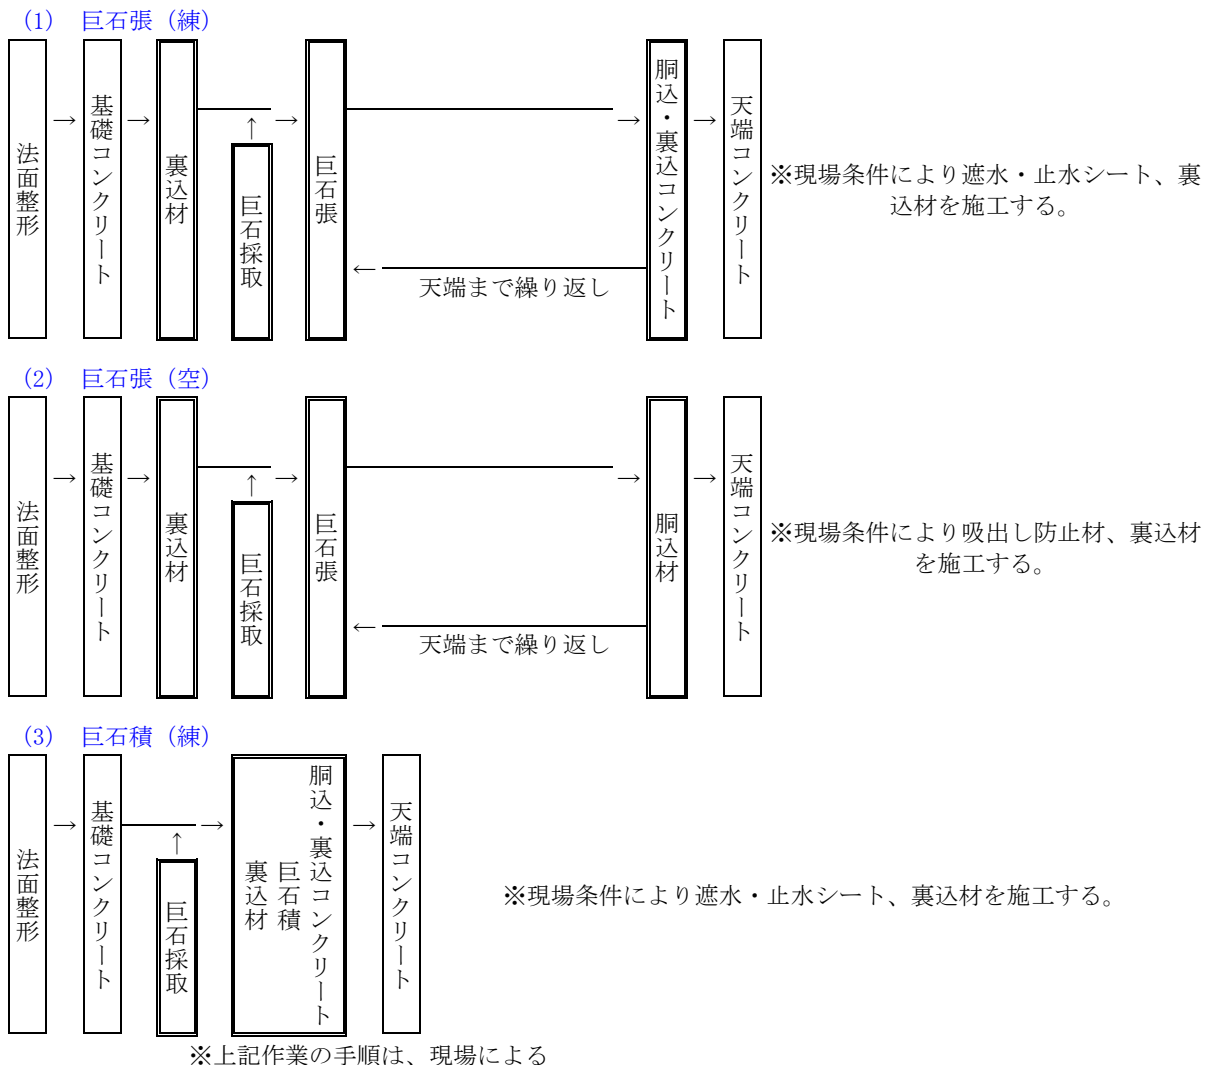 (1) 巨石張（練）
法面整形
→
基礎コンクリート
→
裏込材
↑
巨石採取
→
巨石張
→
胴込・裏込コンクリート
→
天端コンクリート
←
天端まで繰り返し
※現場条件により遮水・止水シート、裏
込材を施工する。
(2) 巨石張（空）
法面整形
→
基礎コンクリート
→
裏込材
↑
巨石採取
→
巨石張
→
胴込材
→
天端コンクリート
←
天端まで繰り返し
※現場条件により吸出し防止材、裏込材
を施工する。
(3) 巨石積（練）
法面整形
→
基礎コンクリート
↑
巨石採取
→
胴込・裏込コンクリート
巨石積
裏込材
→
天端コンクリート
※現場条件により遮水・止水シート、裏込材を施工する。
※上記作業の手順は、現場による